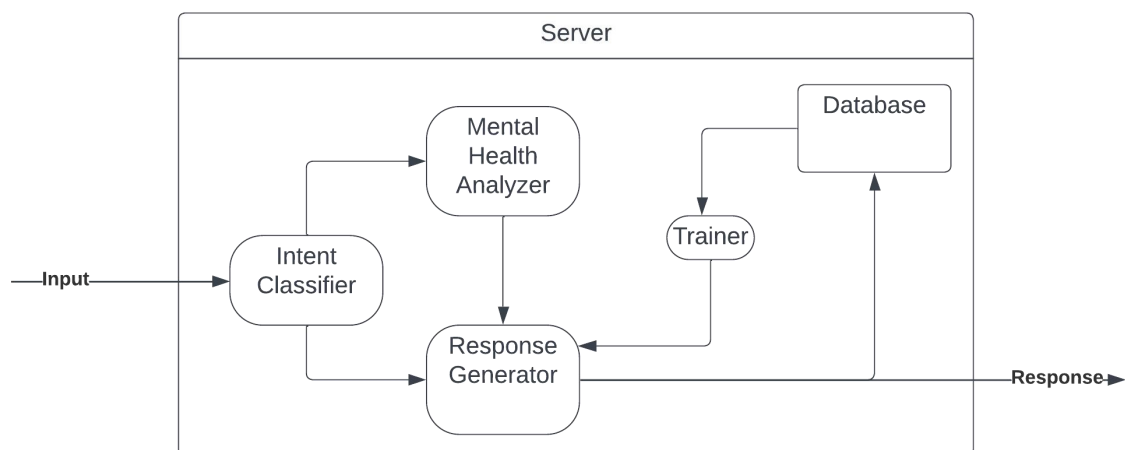 Server
Database
Mental
Health
Analyzer
Trainer
Intent
Classifier
Input
Response
Generator
Response